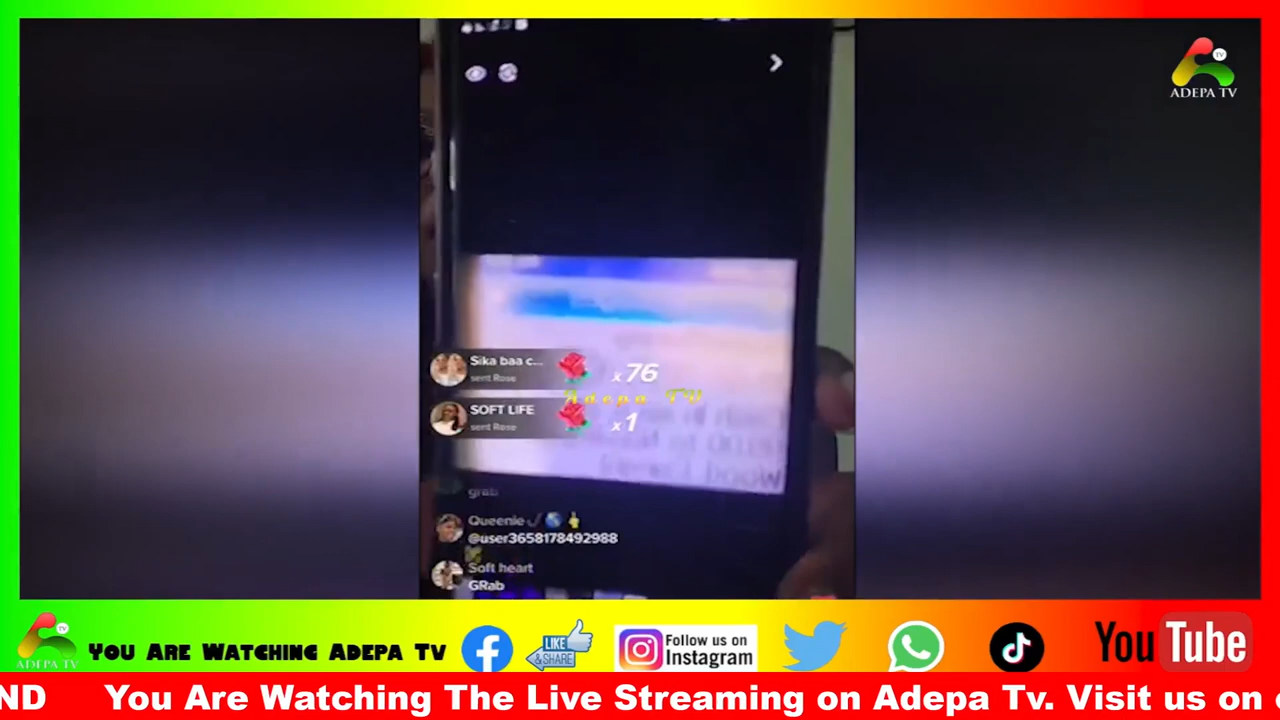 TV
ADEPA TV
Sika baa c...
sent Rose
x76
Adepa TV
SOFT LIFE
sent Rose
x1
grab
Queenie
@user3658178492988
Soft heart
GRab
TV
ADEPA TV
You Are Watching Adepa Tv
LIKE
& SHARE
Follow us on
Instagram
YouTube
ND You Are Watching The Live Streaming on Adepa Tv. Visit us on